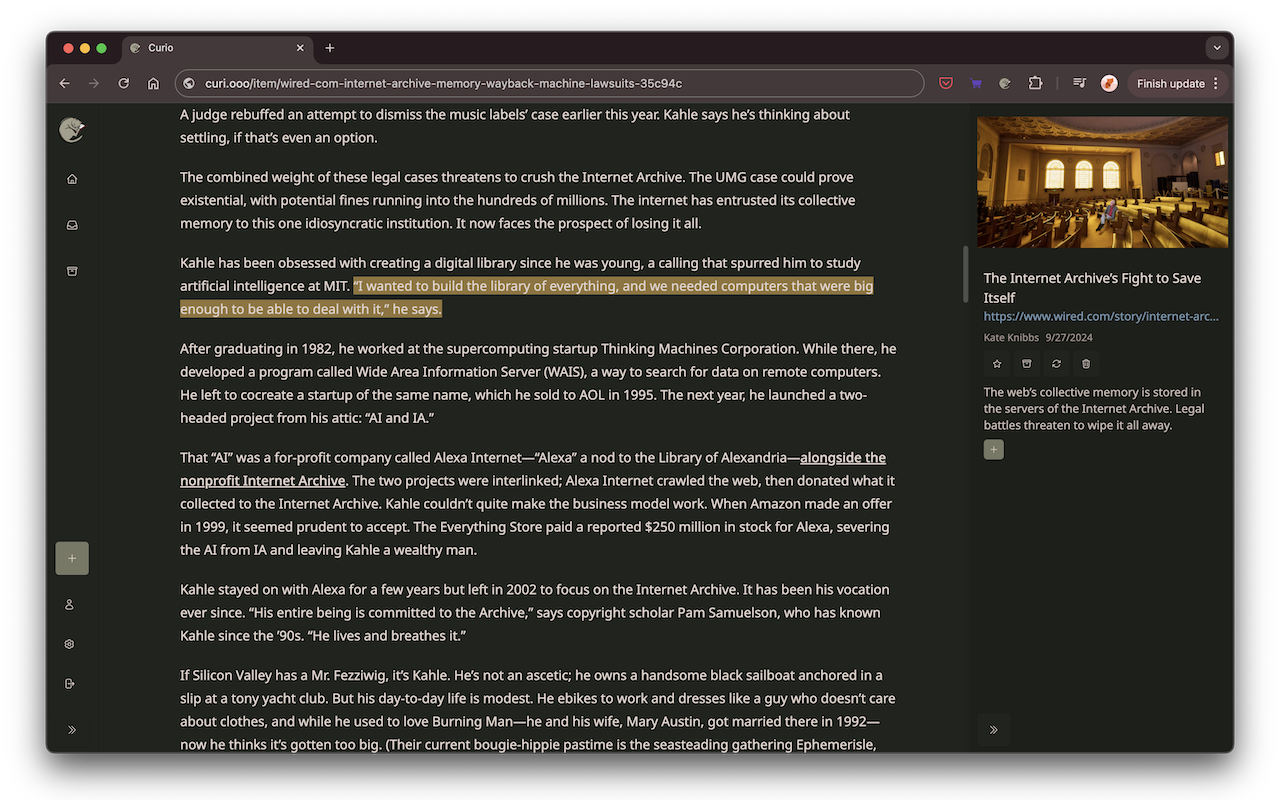 Curio
curi.ooo/item/wired-com-internet-archive-memory-wayback-machine-lawsuits-35c94c
Finish update
A judge rebuffed an attempt to dismiss the music labels’ case earlier this year. Kahle says he’s thinking about
settling, if that’s even an option.
The combined weight of these legal cases threatens to crush the Internet Archive. The UMG case could prove
existential, with potential fines running into the hundreds of millions. The internet has entrusted its collective
memory to this one idiosyncratic institution. It now faces the prospect of losing it all.
Kahle has been obsessed with creating a digital library since he was young, a calling that spurred him to study
artificial intelligence at MIT. “I wanted to build the library of everything, and we needed computers that were big
enough to be able to deal with it,” he says.
After graduating in 1982, he worked at the supercomputing startup Thinking Machines Corporation. While there, he
developed a program called Wide Area Information Server (WAIS), a way to search for data on remote computers.
He left to cocreate a startup of the same name, which he sold to AOL in 1995. The next year, he launched a two-
headed project from his attic: “AI and IA.”
That “AI” was a for-profit company called Alexa Internet—“Alexa” a nod to the Library of Alexandria—alongside the
nonprofit Internet Archive. The two projects were interlinked; Alexa Internet crawled the web, then donated what it
collected to the Internet Archive. Kahle couldn’t quite make the business model work. When Amazon made an offer
in 1999, it seemed prudent to accept. The Everything Store paid a reported $250 million in stock for Alexa, severing
the AI from IA and leaving Kahle a wealthy man.
Kahle stayed on with Alexa for a few years but left in 2002 to focus on the Internet Archive. It has been his vocation
ever since. “His entire being is committed to the Archive,” says copyright scholar Pam Samuelson, who has known
Kahle since the ’90s. “He lives and breathes it.”
If Silicon Valley has a Mr. Fezziwig, it’s Kahle. He’s not an ascetic; he owns a handsome black sailboat anchored in a
slip at a tony yacht club. But his day-to-day life is modest. He ebikes to work and dresses like a guy who doesn’t care
about clothes, and while he used to love Burning Man—he and his wife, Mary Austin, got married there in 1992—
now he thinks it’s gotten too big. (Their current bougie-hippie pastime is the seasteading gathering Ephemerisle,
The Internet Archive’s Fight to Save
Itself
https://www.wired.com/story/internet-arc...
Kate Knibbs 9/27/2024
The web’s collective memory is stored in
the servers of the Internet Archive. Legal
battles threaten to wipe it all away.